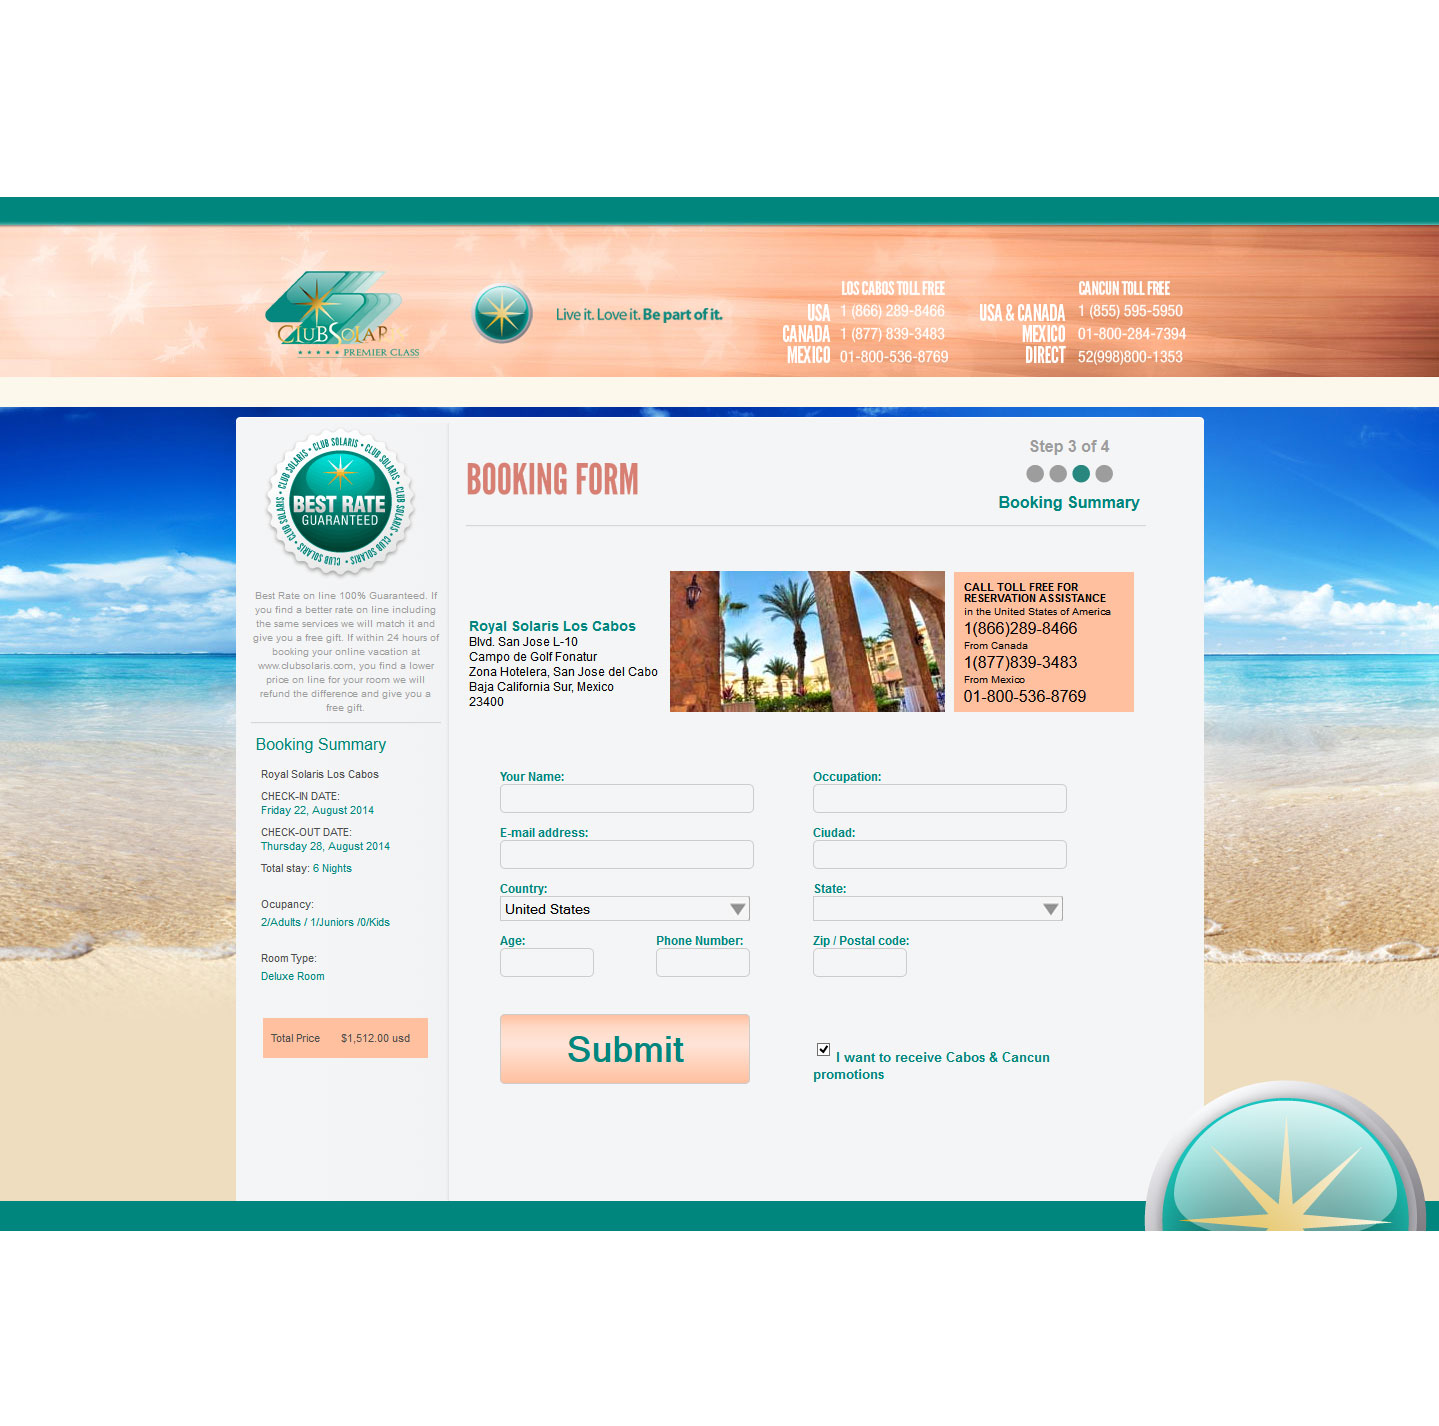 CLUBSOLARIS
★ ★ ★ ★ ★ PREMIER CLASS
Live it. Love it. Be part of it.
LOS CABOS TOLL FREE
USA 1 (866) 289-8466
CANADA 1 (877) 839-3483
MEXICO 01-800-536-8769
CANCUN TOLL FREE
USA & CANADA 1 (855) 595-5950
MEXICO 01-800-284-7394
DIRECT 52(998)800-1353
CLUB SOLARIS • CLUB SOLARIS • CLUB SOLARIS • CLUB SOLARIS • CLUB SOLARIS
BEST RATE
GUARANTEED
Best Rate on line 100% Guaranteed. If
you find a better rate on line including
the same services we will match it and
give you a free gift. If within 24 hours of
booking your online vacation at
www.clubsolaris.com, you find a lower
price on line for your room we will
refund the difference and give you a
free gift.
Booking Summary
Royal Solaris Los Cabos
CHECK-IN DATE:
Friday 22, August 2014
CHECK-OUT DATE:
Thursday 28, August 2014
Total stay: 6 Nights
Ocupancy:
2/Adults / 1/Juniors /0/Kids
Room Type:
Deluxe Room
Total Price $1,512.00 usd
BOOKING FORM
Step 3 of 4
Booking Summary
Royal Solaris Los Cabos
Blvd. San Jose L-10
Campo de Golf Fonatur
Zona Hotelera, San Jose del Cabo
Baja California Sur, Mexico
23400
CALL TOLL FREE FOR
RESERVATION ASSISTANCE
in the United States of America
1(866)289-8466
From Canada
1(877)839-3483
From Mexico
01-800-536-8769
Your Name:
Occupation:
E-mail address:
Ciudad:
Country:
State:
United States
Age:
Phone Number:
Zip / Postal code:
Submit
I want to receive Cabos & Cancun
promotions